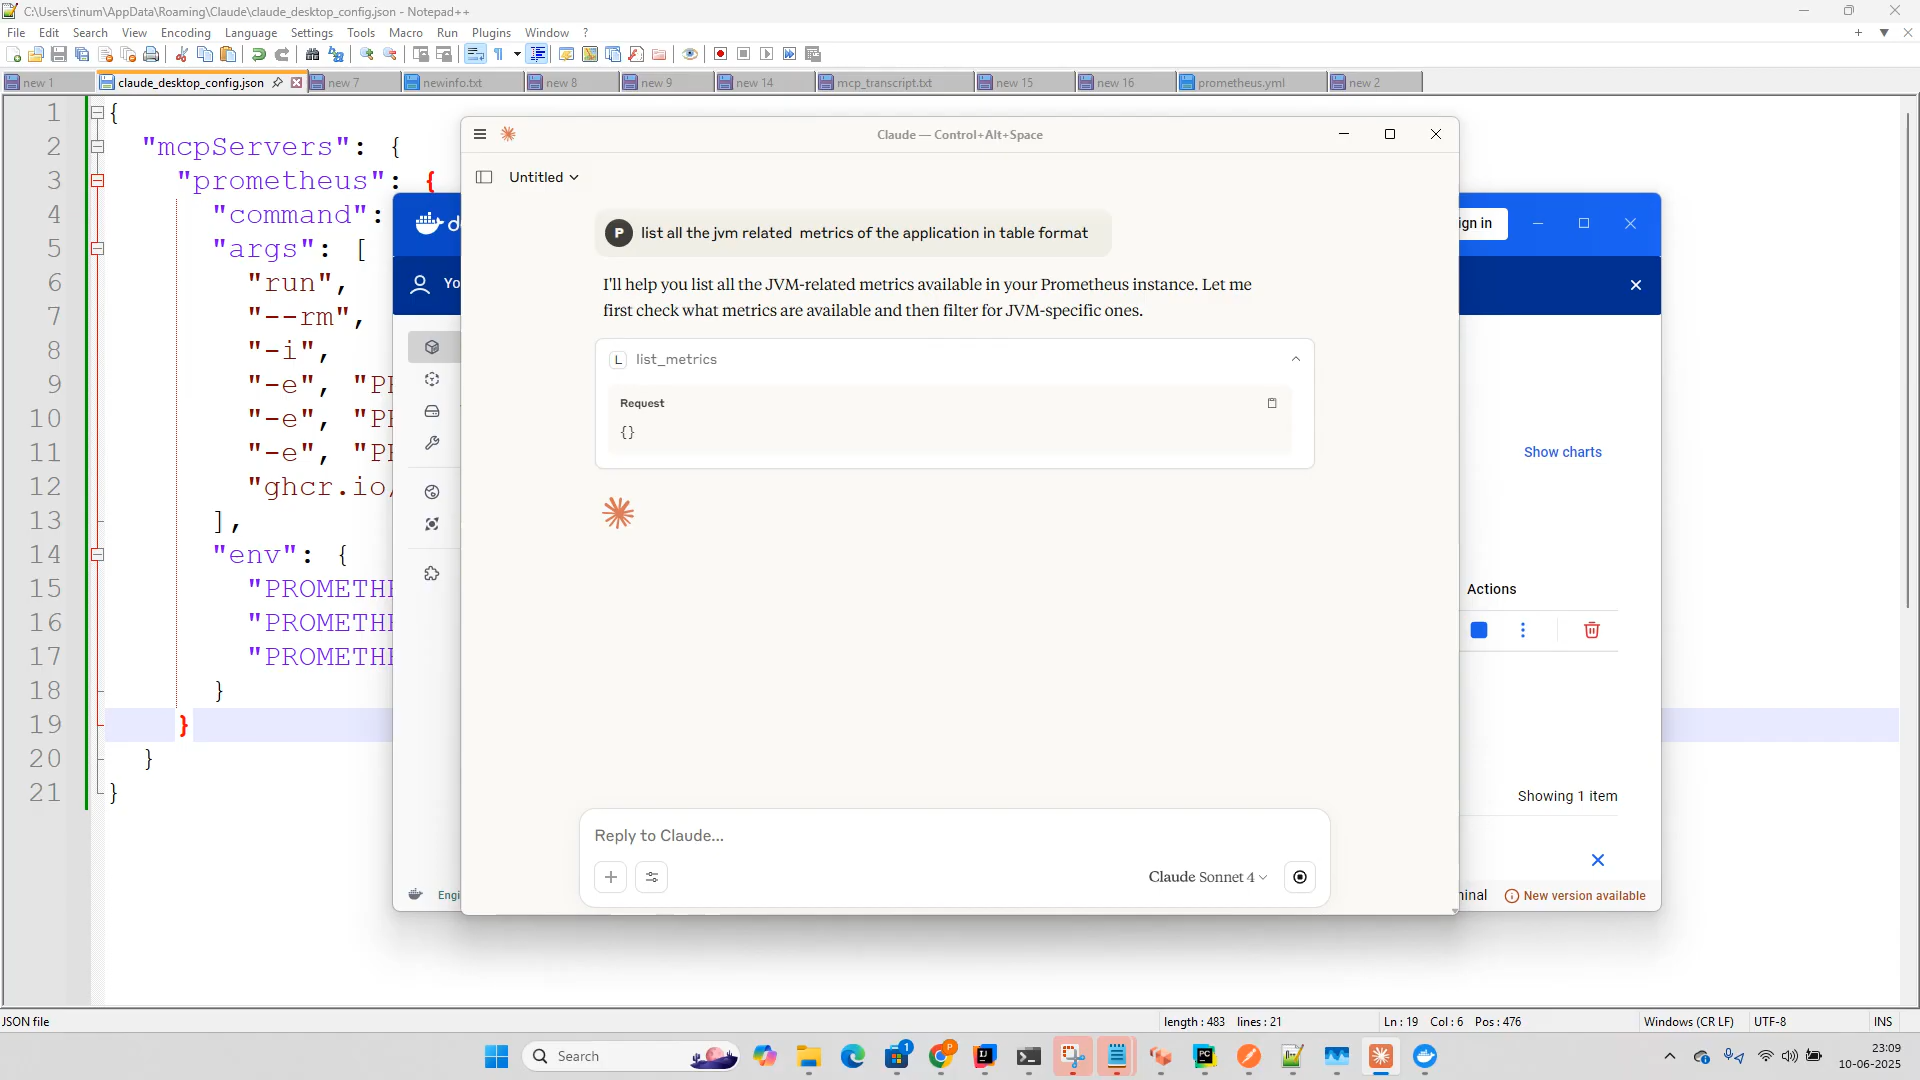 C:\Users\tinum\AppData\Roaming\Claude\claude_desktop_config.json - Notepad++
File Edit Search View Encoding Language Settings Tools Macro Run Plugins Window ?
new 1 claude_desktop_config.json new 7 newinfo.txt new 8 new 9 new 14 mcp_transcript.txt new 15 new 16 prometheus.yml new 2
1 {
2 "mcpServers": {
3 "prometheus": {
4 "command":
5 "args": [
6 "run",
7 "--rm",
8 "-i",
9 "-e",
10 "-e",
11 "-e",
12 "ghcr.io/
13 ],
14 "env": {
15 "PROMETHE
16 "PROMETHE
17 "PROMETHE
18 }
19 }
20 }
21 }
Claude — Control+Alt+Space
Untitled
P list all the jvm related metrics of the application in table format
I'll help you list all the JVM-related metrics available in your Prometheus instance. Let me
first check what metrics are available and then filter for JVM-specific ones.
L list_metrics
Request
{}
Reply to Claude...
Claude Sonnet 4
Yo
Engi
gn in
Show charts
Actions
Showing 1 item
New version available
JSON file length : 483 lines : 21 Ln : 19 Col : 6 Pos : 476 Windows (CR LF) UTF-8 INS
Search
1
P
23:09
10-06-2025